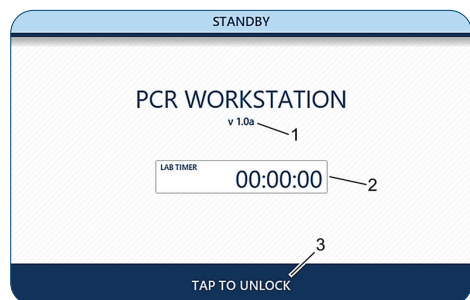 STANDBY
PCR WORKSTATION
v 1.0a
1
LAB TIMER
00:00:00
2
3
TAP TO UNLOCK